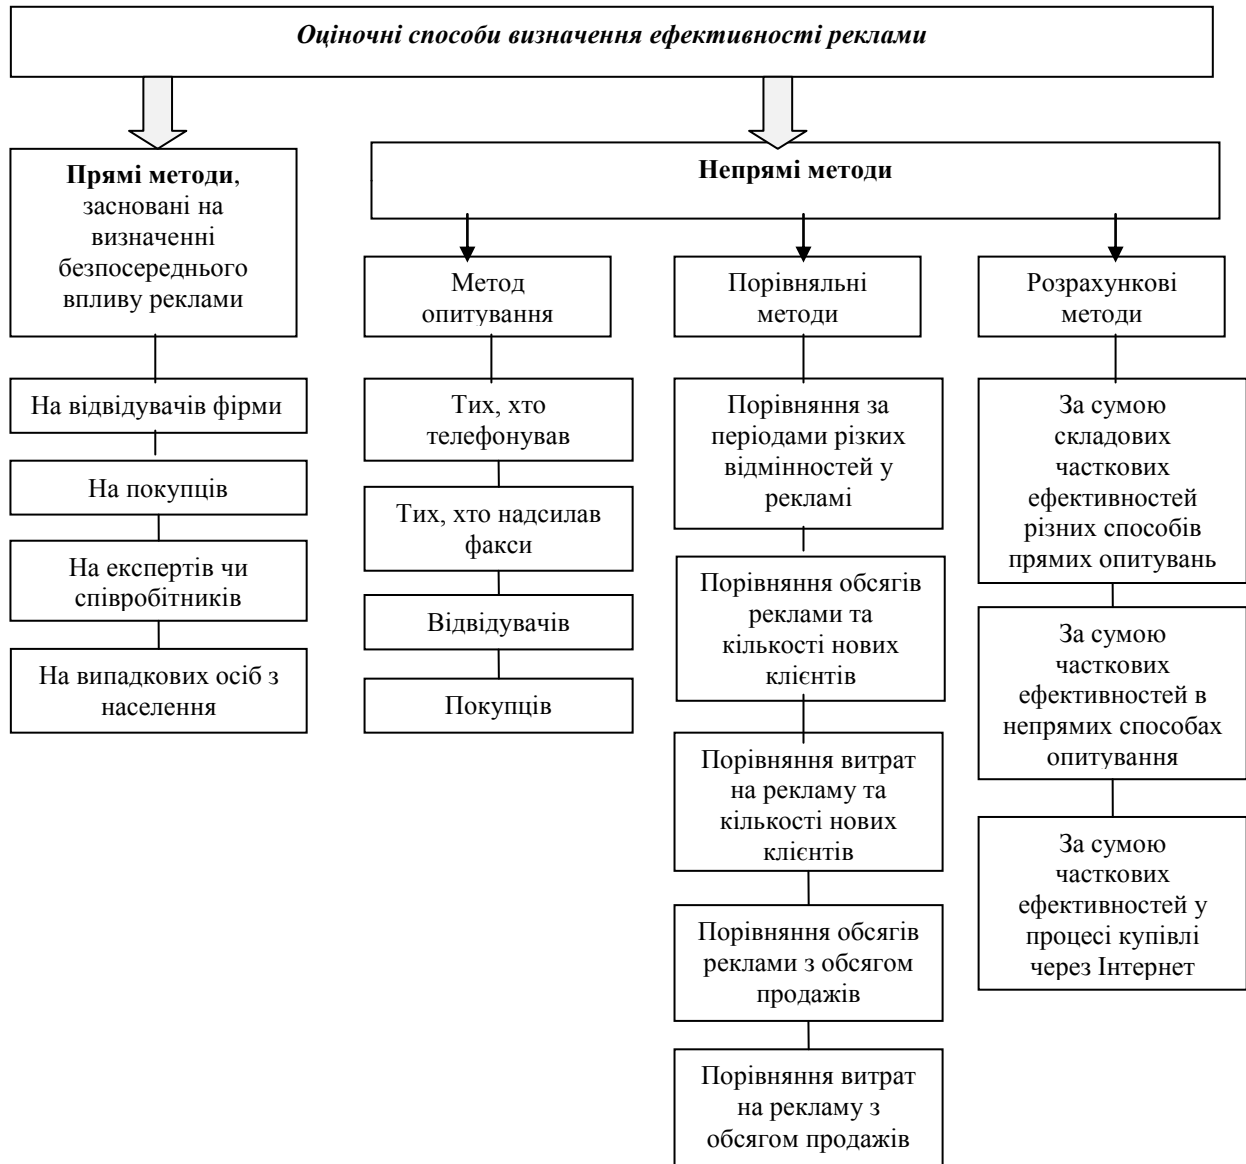 Оціночні способи визначення ефективності реклами
Прямі методи,
засновані на
визначенні
безпосереднього
впливу реклами
На відвідувачів фірми
На покупців
На експертів чи
співробітників
На випадкових осіб з
населення
Непрямі методи
Метод
опитування
Тих, хто
телефонував
Тих, хто надсилав
факси
Відвідувачів
Покупців
Порівняльні
методи
Порівняння за
періодами різких
відмінностей у
рекламі
Порівняння обсягів
реклами та
кількості нових
клієнтів
Порівняння витрат
на рекламу та
кількості нових
клієнтів
Порівняння обсягів
реклами з обсягом
продажів
Порівняння витрат
на рекламу з
обсягом продажів
Розрахункові
методи
За сумою
складових
часткових
ефективностей
різних способів
прямих опитувань
За сумою
часткових
ефективностей в
непрямих способах
опитування
За сумою
часткових
ефективностей у
процесі купівлі
через Інтернет